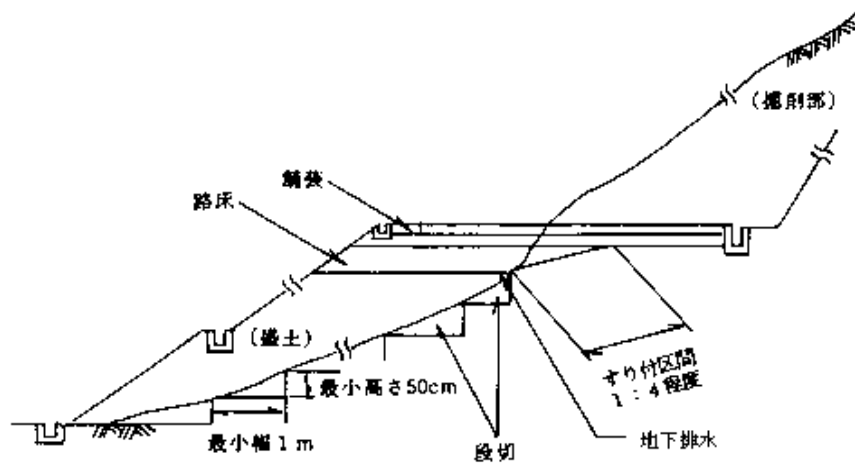 (掘削部)
舗装
路床
(盛土)
すり付区間
1:4程度
最小高さ50cm
最小幅1m
段切
地下排水